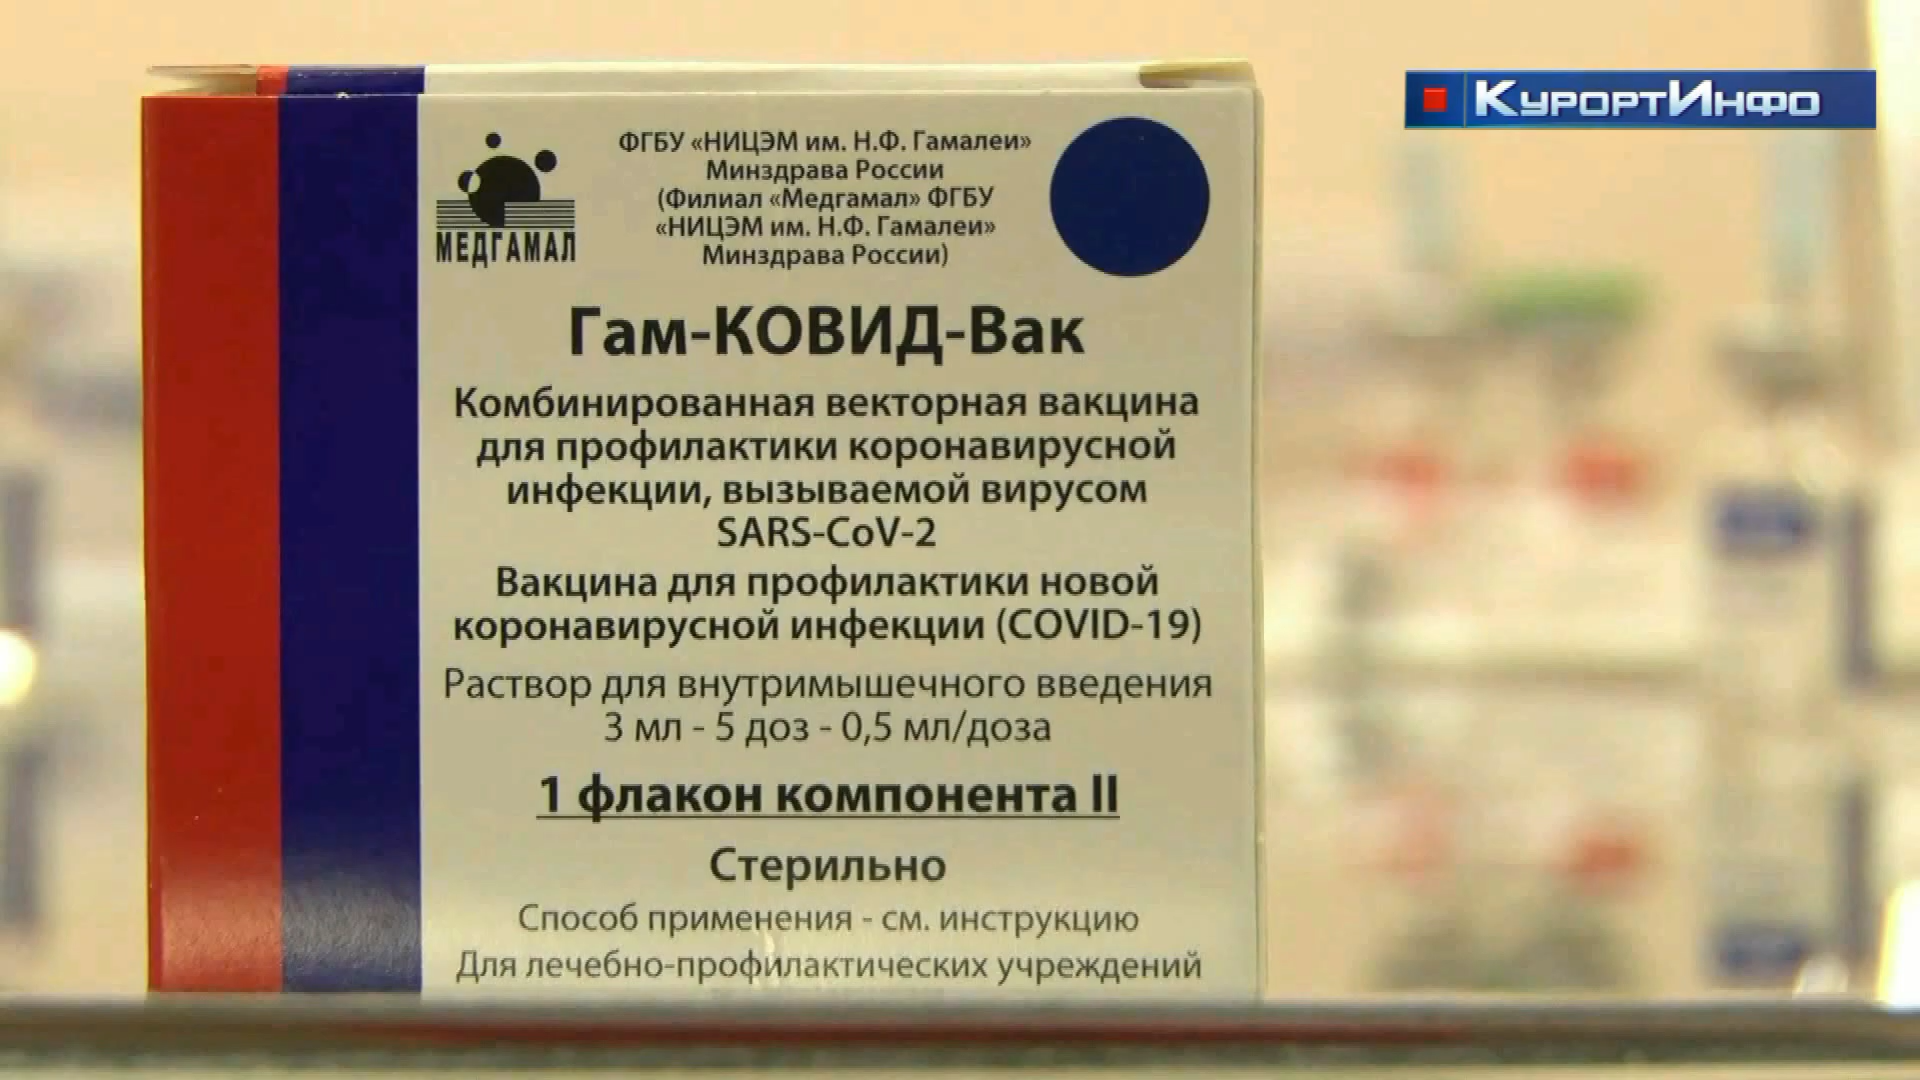 КурортИнфо
МЕДГАМАЛ
ФГБУ «НИЦЭМ им. Н.Ф. Гамалеи»
Минздрава России
(Филиал «Медгамал» ФГБУ
«НИЦЭМ им. Н.Ф. Гамалеи»
Минздрава России)
Гам-КОВИД-Вак
Комбинированная векторная вакцина
для профилактики коронавирусной
инфекции, вызываемой вирусом
SARS-CoV-2
Вакцина для профилактики новой
коронавирусной инфекции (COVID-19)
Раствор для внутримышечного введения
3 мл - 5 доз - 0,5 мл/доза
1 флакон компонента II
Стерильно
Способ применения - см. инструкцию
Для лечебно-профилактических учреждений